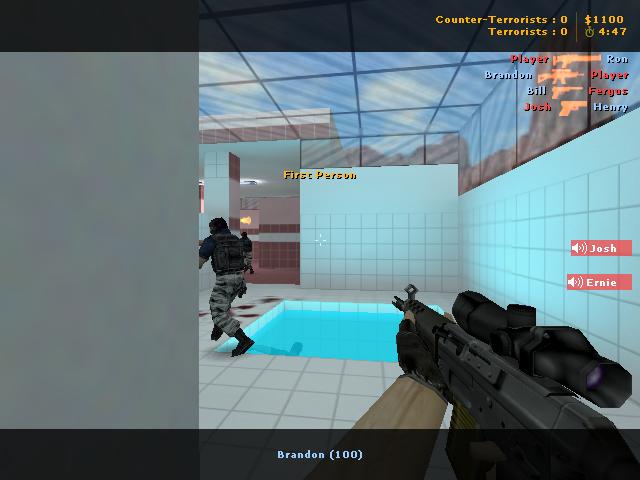 Counter-Terrorists : 0 $1100
Terrorists : 0 4:47
Player Ron
Brandon Player
Bill Fergus
Josh Henry
First Person
Josh
Ernie
Brandon (100)